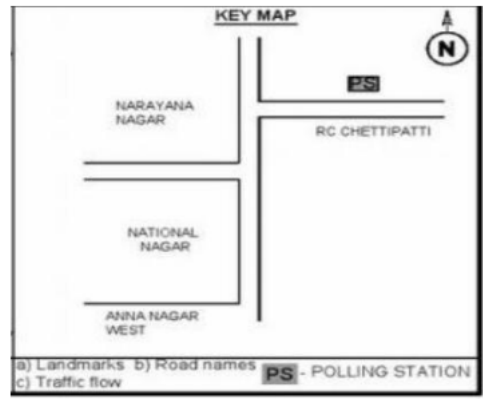 KEY MAP
N
PS
NARAYANA
NAGAR
RC CHETTIPATTI
NATIONAL
NAGAR
ANNA NAGAR
WEST
a) Landmarks b) Road names
c) Traffic flow
PS - POLLING STATION